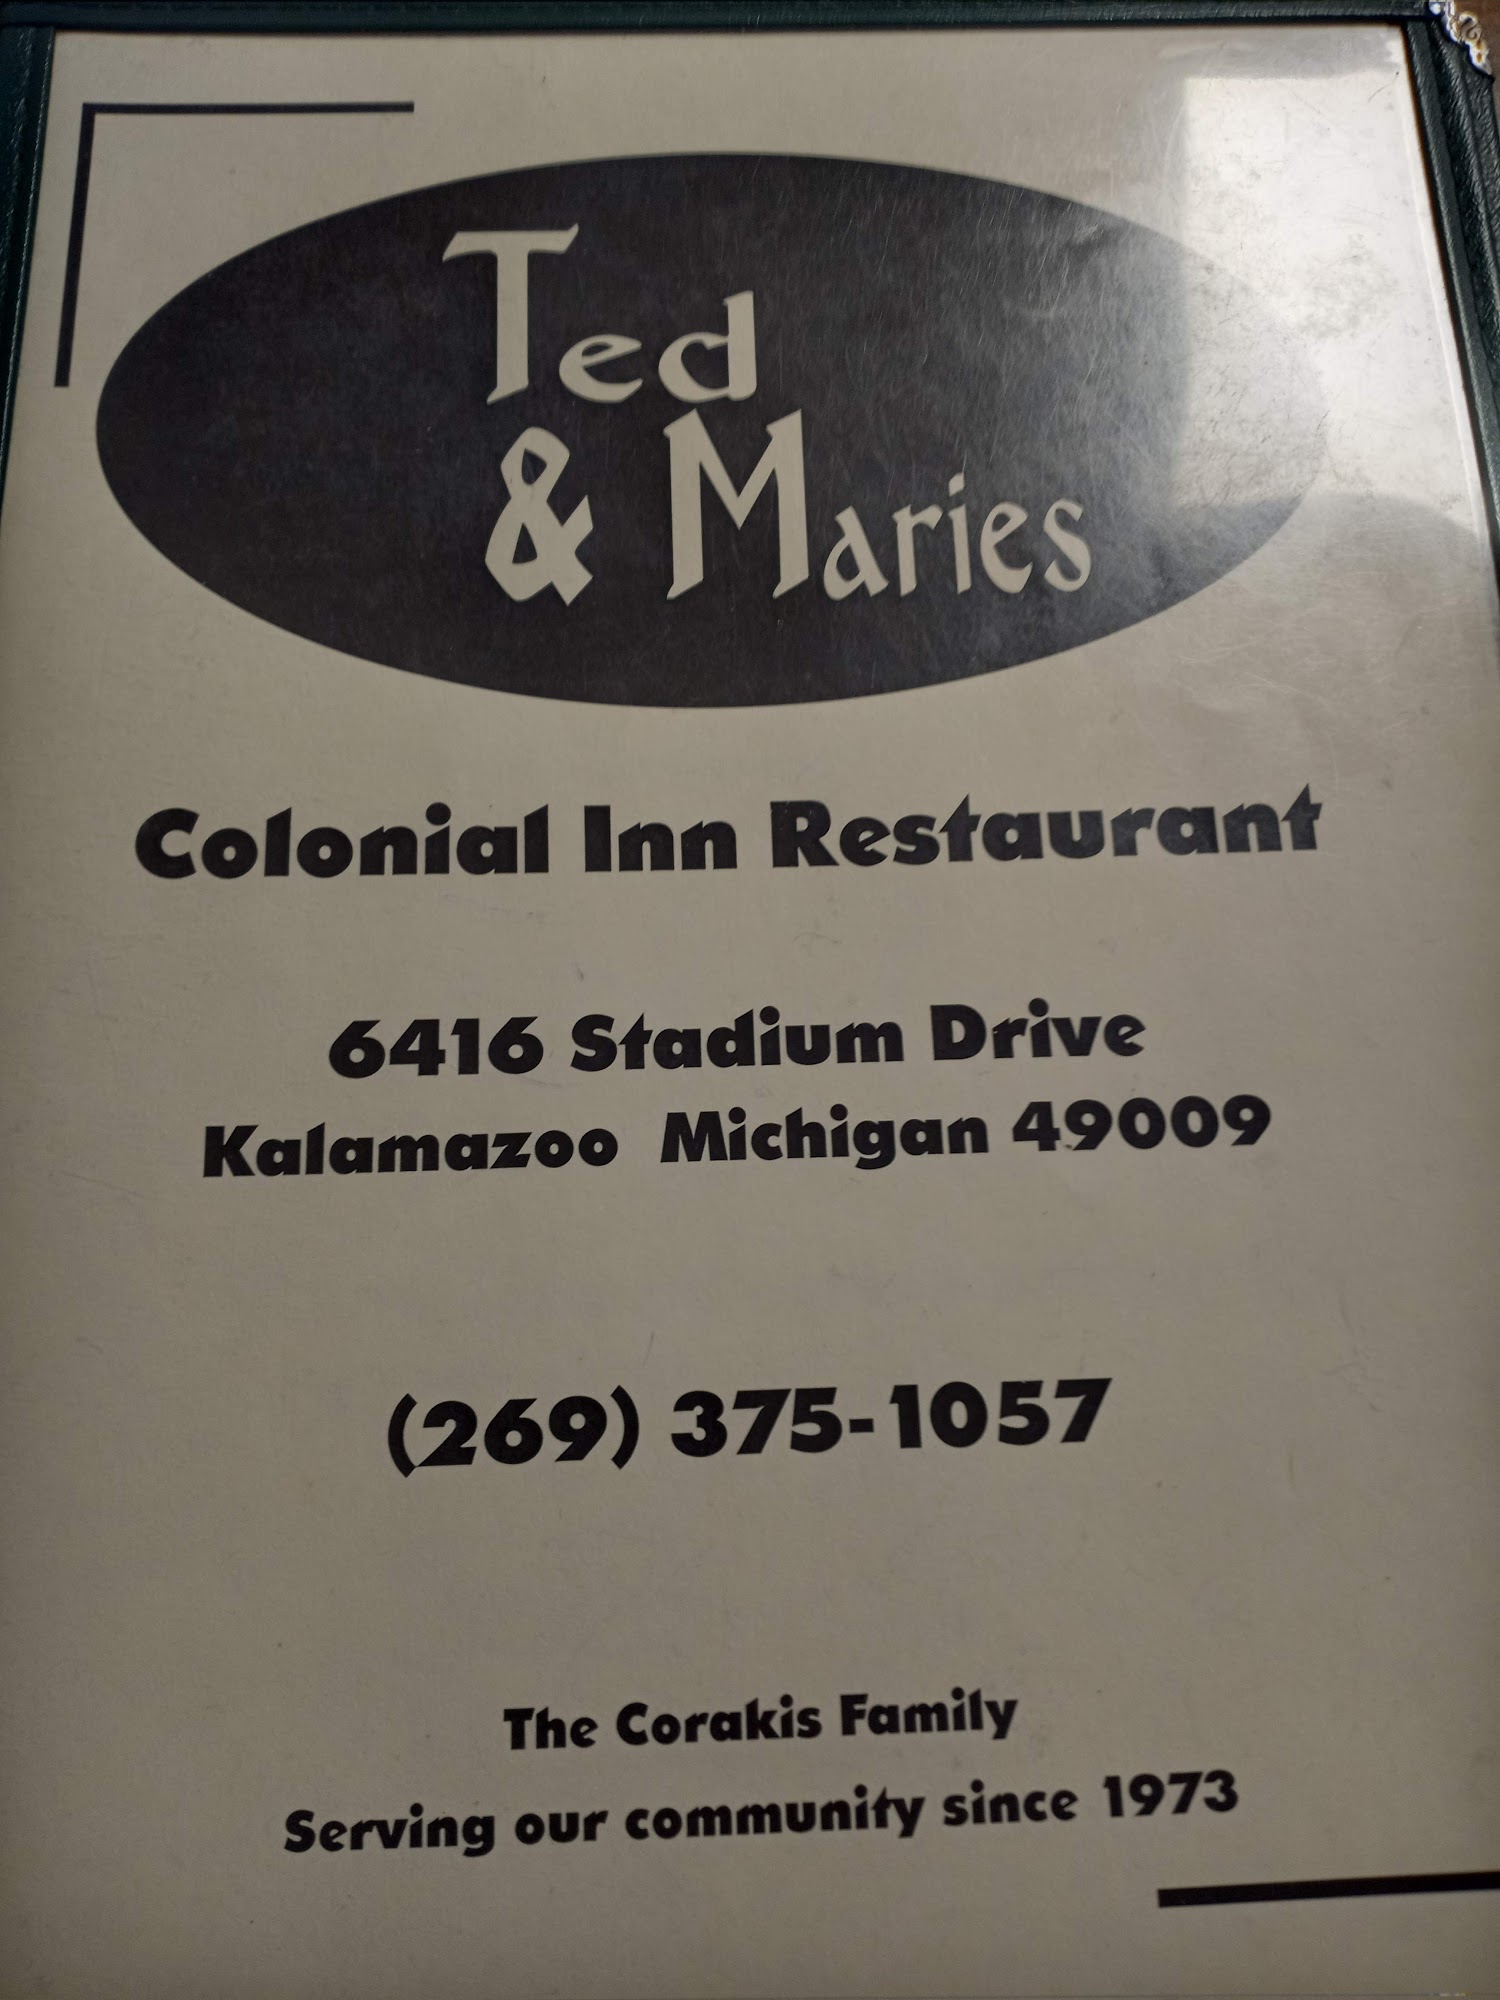 Ted
& Maries
Colonial Inn Restaurant
6416 Stadium Drive
Kalamazoo Michigan 49009
(269) 375-1057
The Corakis Family
Serving our community since 1973